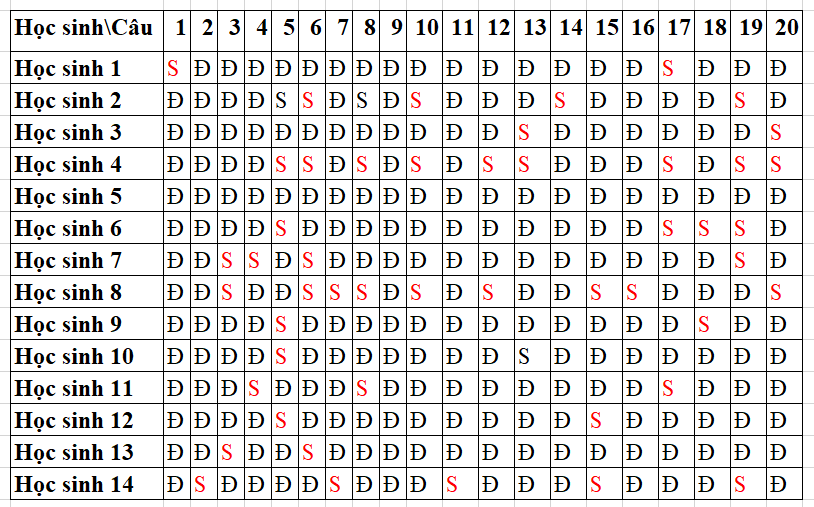 Học sinh\Câu 1 2 3 4 5 6 7 8 9 10 11 12 13 14 15 16 17 18 19 20
Học sinh 1 S Đ Đ Đ Đ Đ Đ Đ Đ Đ Đ Đ Đ Đ Đ Đ S Đ Đ Đ
Học sinh 2 Đ Đ Đ Đ S S Đ S Đ S Đ Đ Đ S Đ Đ Đ Đ S Đ
Học sinh 3 Đ Đ Đ Đ Đ Đ Đ Đ Đ Đ Đ Đ S Đ Đ Đ Đ Đ Đ S
Học sinh 4 Đ Đ Đ Đ S S Đ S Đ S Đ S S Đ Đ Đ S Đ S S
Học sinh 5 Đ Đ Đ Đ Đ Đ Đ Đ Đ Đ Đ Đ Đ Đ Đ Đ Đ Đ Đ Đ
Học sinh 6 Đ Đ Đ Đ S Đ Đ Đ Đ Đ Đ Đ Đ Đ Đ Đ S S S Đ
Học sinh 7 Đ Đ S S Đ S Đ Đ Đ Đ Đ Đ Đ Đ Đ Đ Đ Đ S Đ
Học sinh 8 Đ Đ S Đ Đ S S S Đ S Đ S Đ Đ S S Đ Đ Đ S
Học sinh 9 Đ Đ Đ Đ S Đ Đ Đ Đ Đ Đ Đ Đ Đ Đ Đ Đ S Đ Đ
Học sinh 10 Đ Đ Đ Đ S Đ Đ Đ Đ Đ Đ Đ S Đ Đ Đ Đ Đ Đ Đ
Học sinh 11 Đ Đ Đ S Đ Đ Đ S Đ Đ Đ Đ Đ Đ Đ Đ S Đ Đ Đ
Học sinh 12 Đ Đ Đ Đ S Đ Đ Đ Đ Đ Đ Đ Đ Đ S Đ Đ Đ Đ Đ
Học sinh 13 Đ Đ S Đ Đ S Đ Đ Đ Đ Đ Đ Đ Đ Đ Đ Đ Đ Đ Đ
Học sinh 14 Đ S Đ Đ Đ Đ S Đ Đ Đ S Đ Đ Đ S Đ Đ Đ S Đ